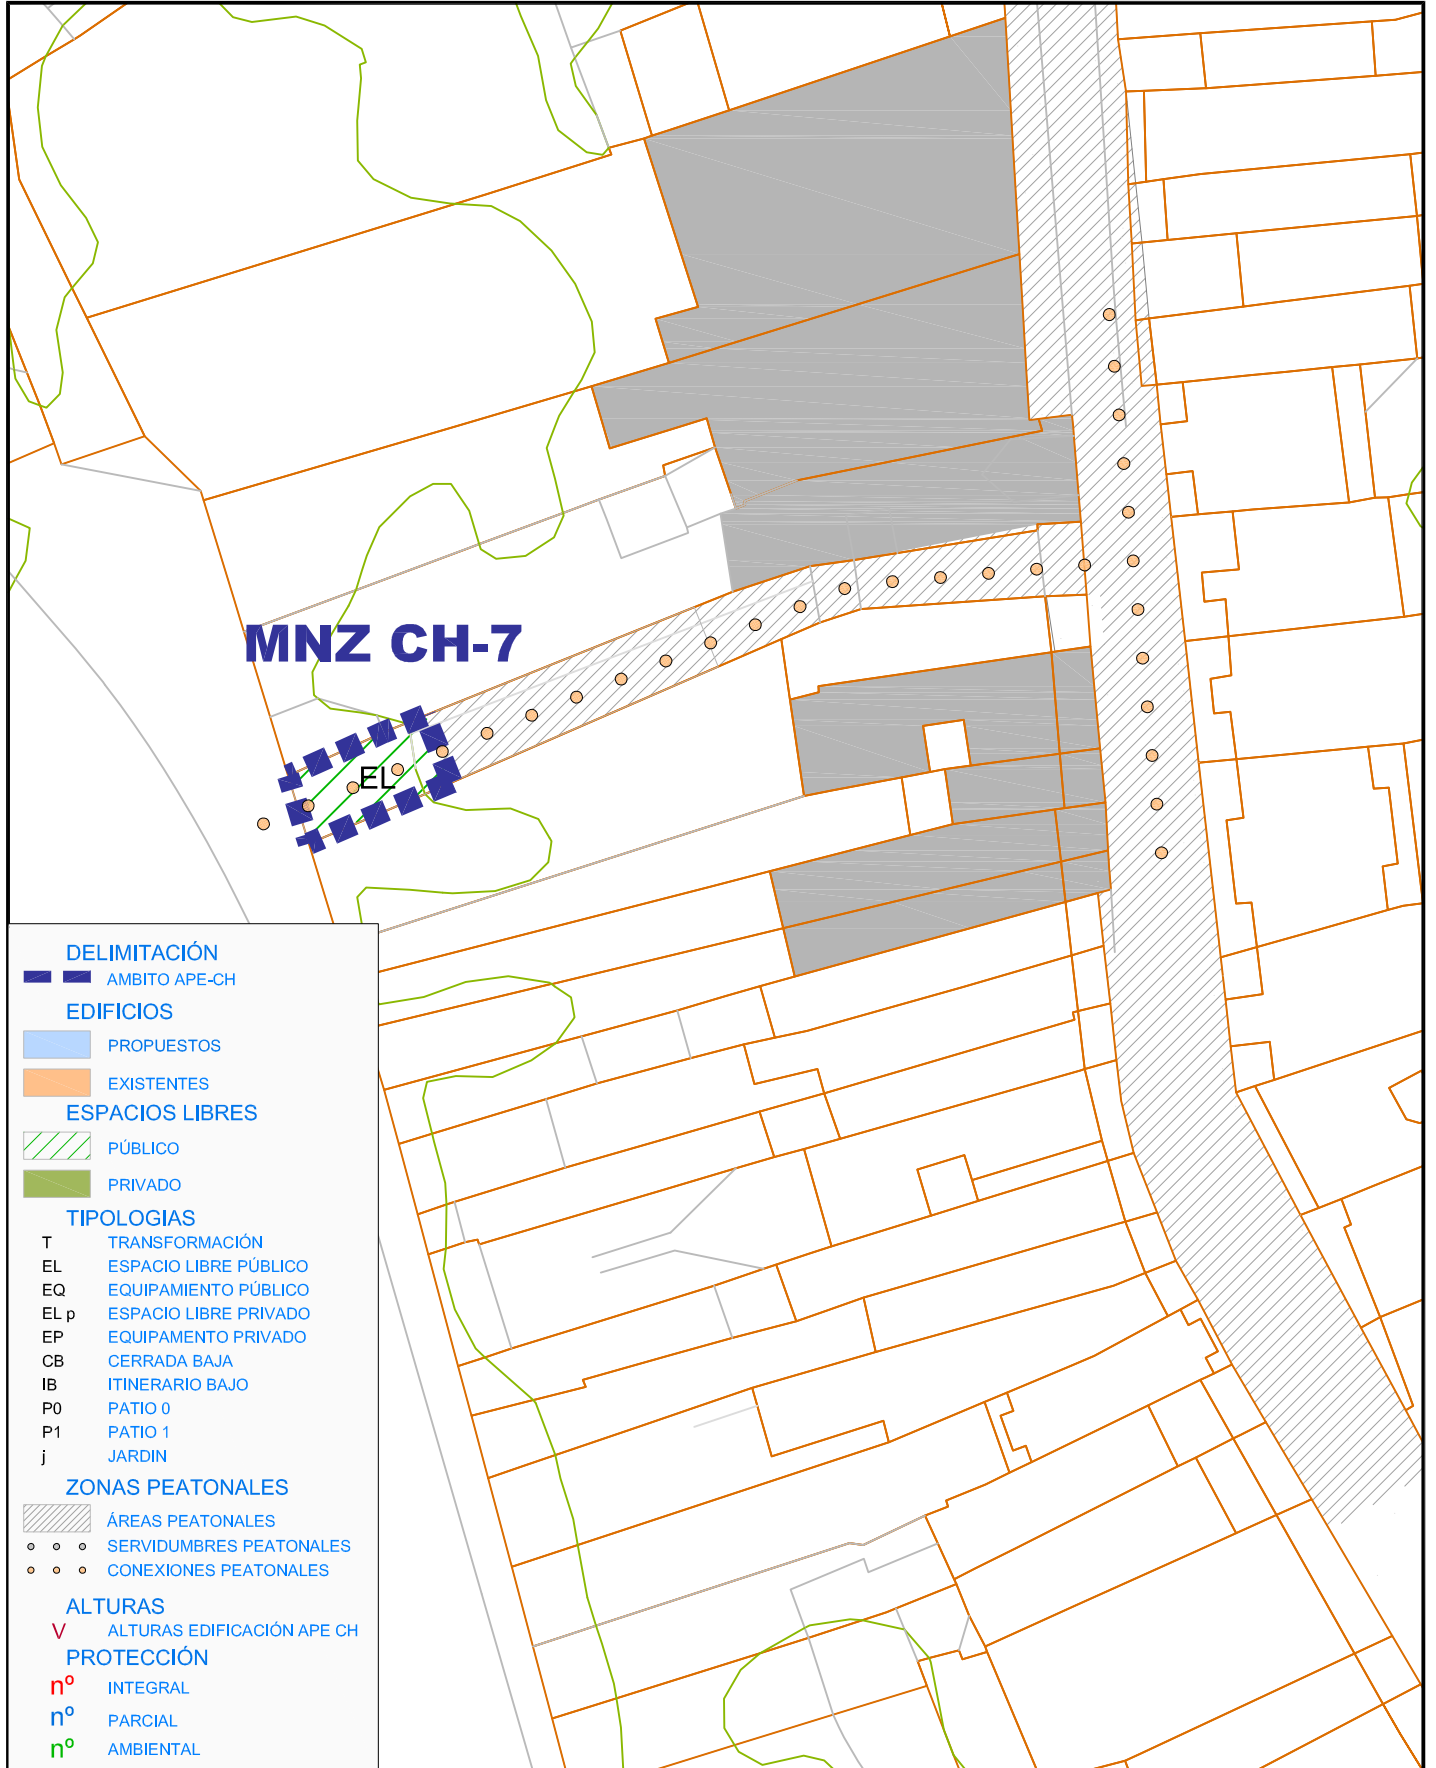 MNZ CH-7
EL
DELIMITACIÓN
AMBITO APE-CH
EDIFICIOS
PROPUESTOS
EXISTENTES
ESPACIOS LIBRES
PÚBLICO
PRIVADO
TIPOLOGIAS
T TRANSFORMACIÓN
EL ESPACIO LIBRE PÚBLICO
EQ EQUIPAMIENTO PÚBLICO
EL p ESPACIO LIBRE PRIVADO
EP EQUIPAMENTO PRIVADO
CB CERRADA BAJA
IB ITINERARIO BAJO
P0 PATIO 0
P1 PATIO 1
j JARDIN
ZONAS PEATONALES
ÁREAS PEATONALES
SERVIDUMBRES PEATONALES
CONEXIONES PEATONALES
ALTURAS
V ALTURAS EDIFICACIÓN APE CH
PROTECCIÓN
nº INTEGRAL
nº PARCIAL
nº AMBIENTAL